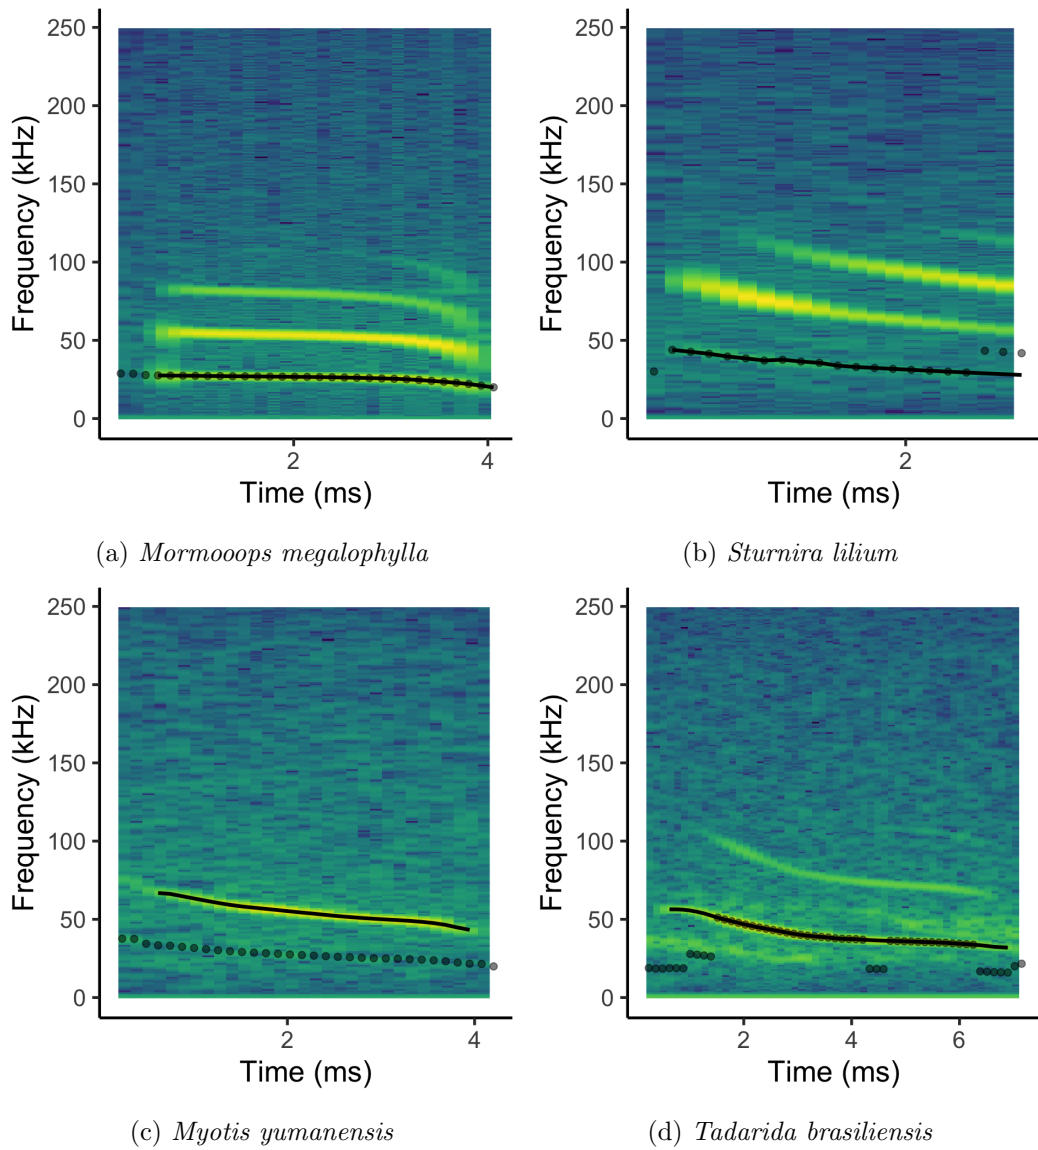 250
200
150
100
50
0
Frequency (kHz)
2
4
Time (ms)
(a) Mormooops megalophylla
250
200
150
100
50
0
Frequency (kHz)
2
Time (ms)
(b) Sturnira lilium
250
200
150
100
50
0
Frequency (kHz)
2
4
Time (ms)
(c) Myotis yumanensis
250
200
150
100
50
0
Frequency (kHz)
2
4
6
Time (ms)
(d) Tadarida brasiliensis